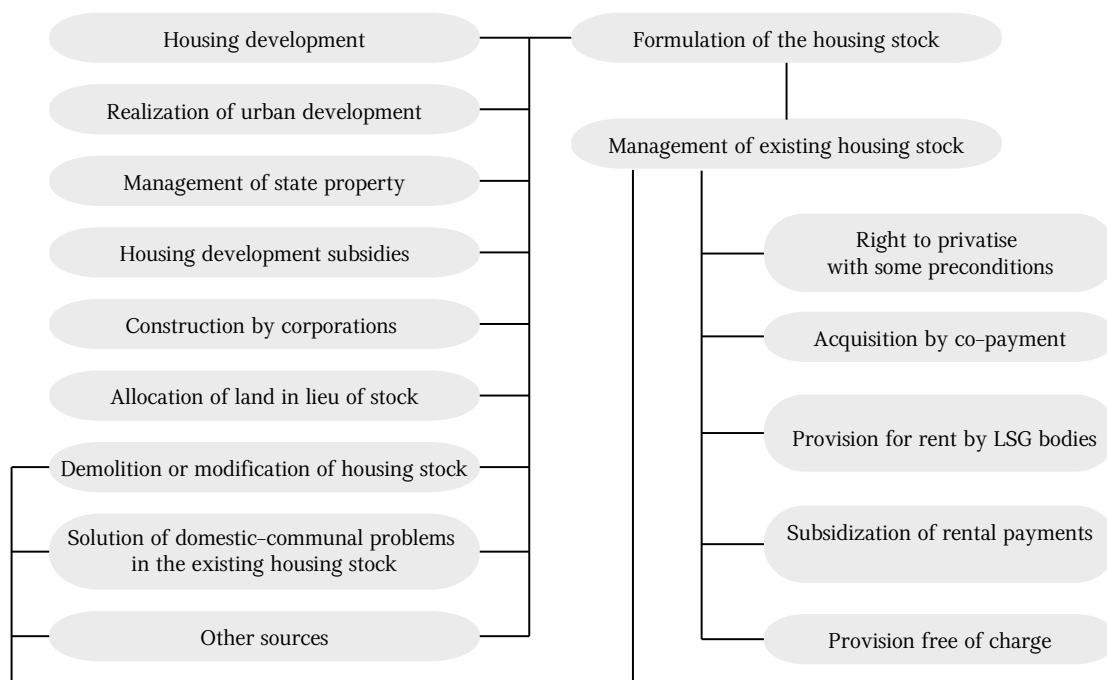 Housing development
Formulation of the housing stock
Realization of urban development
Management of existing housing stock
Management of state property
Housing development subsidies
Construction by corporations
Allocation of land in lieu of stock
Demolition or modification of housing stock
Solution of domestic-communal problems
in the existing housing stock
Other sources
Right to privatise
with some preconditions
Acquisition by co-payment
Provision for rent by LSG bodies
Subsidization of rental payments
Provision free of charge